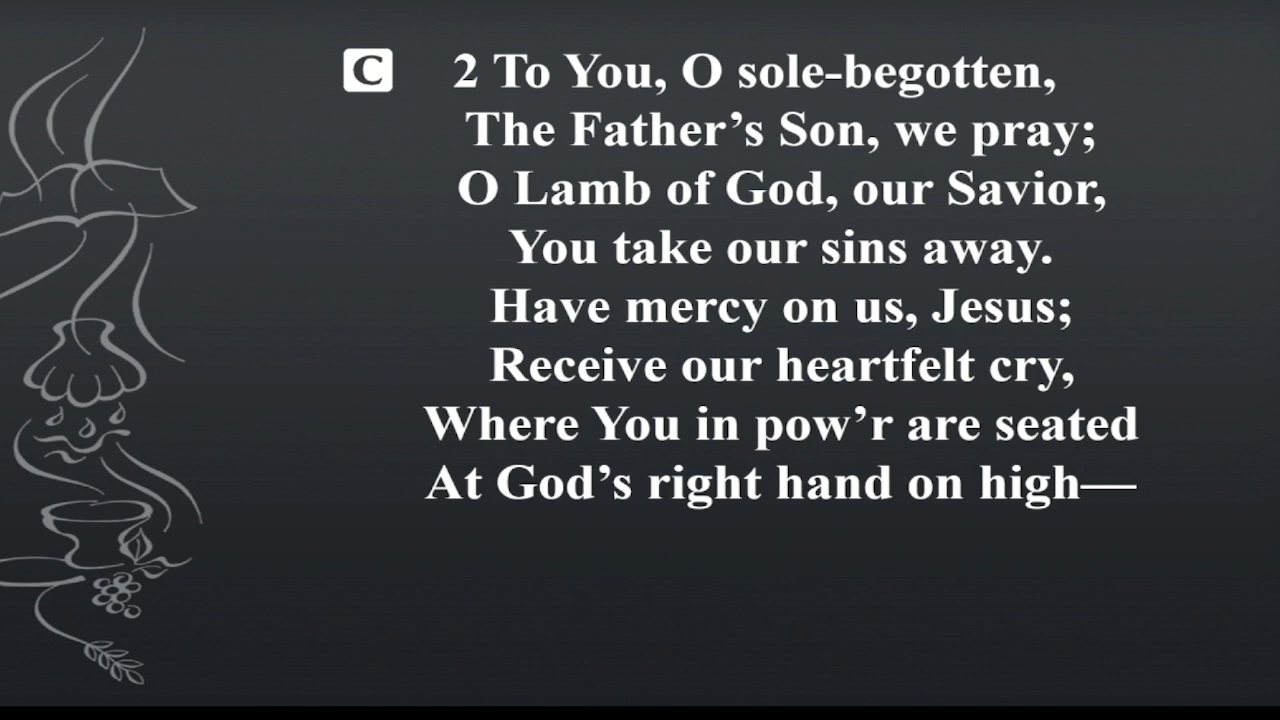 C 2 To You, O sole-begotten,
The Father’s Son, we pray;
O Lamb of God, our Savior,
You take our sins away.
Have mercy on us, Jesus;
Receive our heartfelt cry,
Where You in pow’r are seated
At God’s right hand on high—